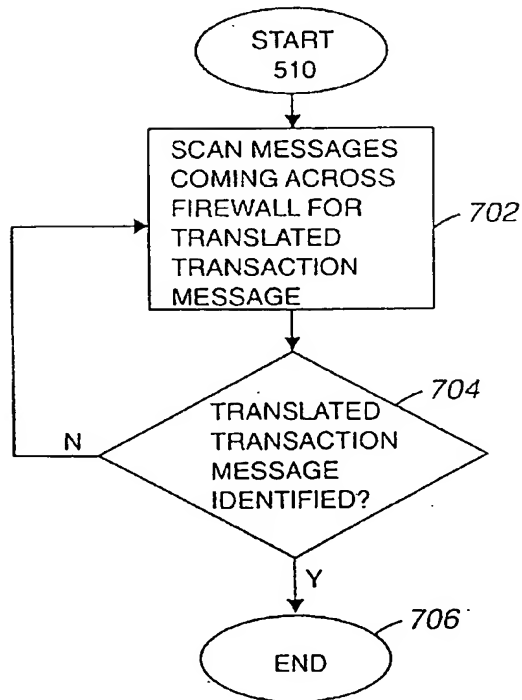 START
510
SCAN MESSAGES
COMING ACROSS
FIREWALL FOR
TRANSLATED
TRANSACTION
MESSAGE
702
704
TRANSLATED
TRANSACTION
MESSAGE
IDENTIFIED?
N
Y
706
END